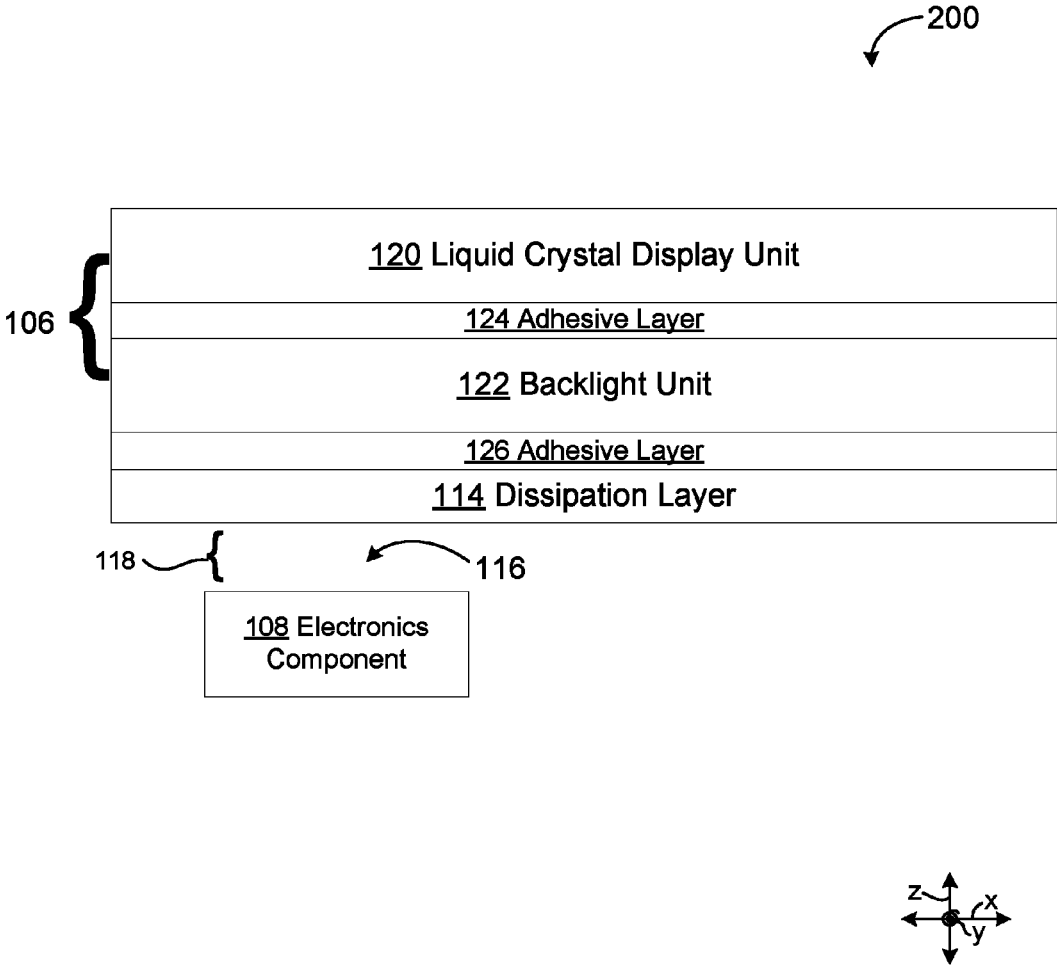 200
120 Liquid Crystal Display Unit
106
124 Adhesive Layer
122 Backlight Unit
126 Adhesive Layer
114 Dissipation Layer
118
116
108 Electronics
Component
z
x
y